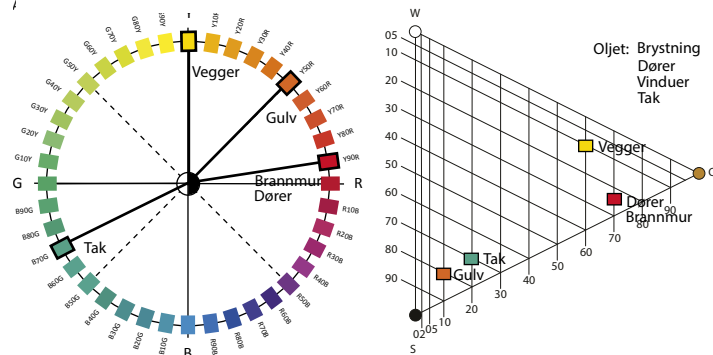 Y10R
Y20R
Y30R
Y40R
Y50R
Y60R
Y70R
Y80R
Y90R
R
R10B
R20B
R30B
R40B
R50B
R60B
R70B
R80B
R90B
B
B10G
B20G
B30G
B40G
B50G
B60G
B70G
B80G
B90G
G
G10Y
G20Y
G30Y
G40Y
G50Y
G60Y
G70Y
G80Y
G90Y
Vegger
Gulv
Brannmur
Dører
Tak
W
05
10
20
30
40
50
60
70
80
90
S
02
05
10
20
30
40
50
60
70
80
90
Oljet: Brystning
Dører
Vinduer
Tak
Vegger
Dører
Brannmur
Tak
Gulv